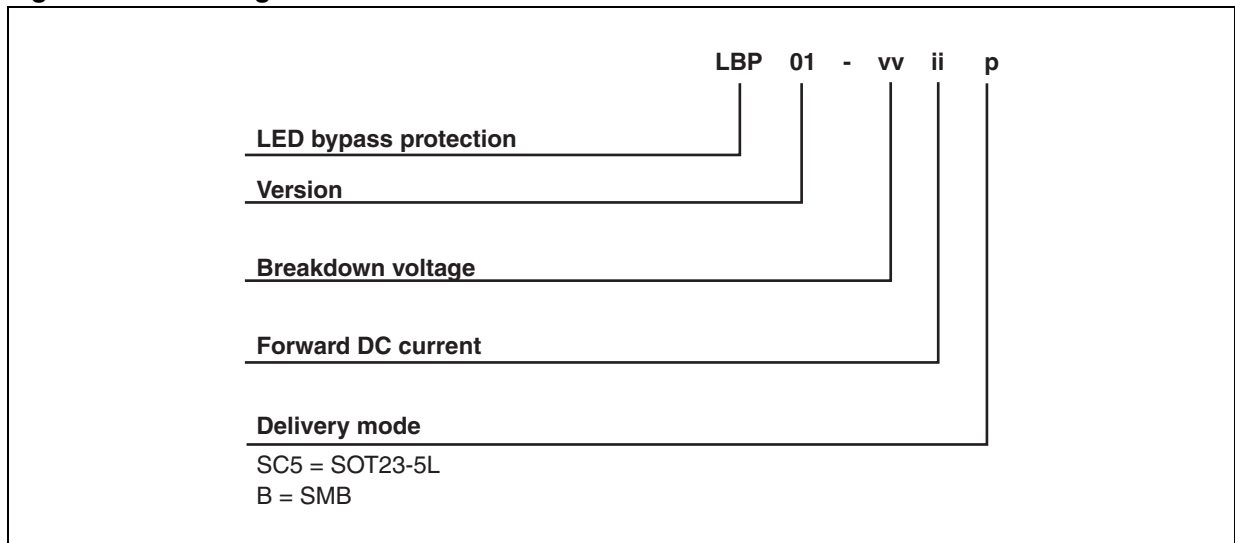 LBP 01 - vv ii p
LED bypass protection
Version
Breakdown voltage
Forward DC current
Delivery mode
SC5 = SOT23-5L
B = SMB